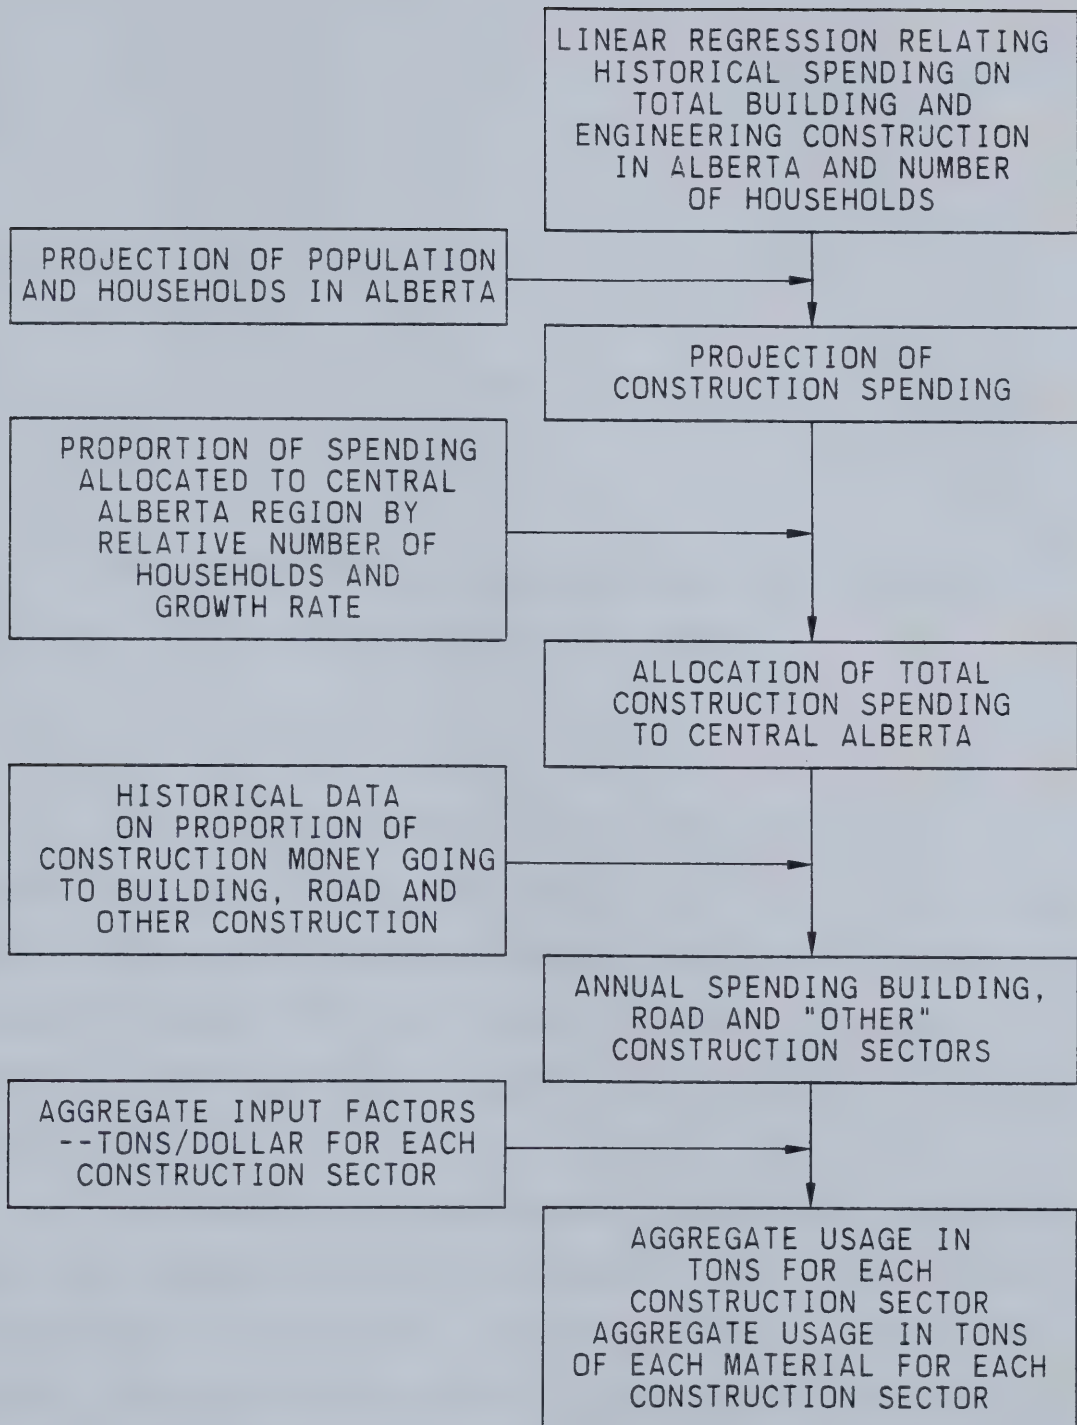 LINEAR REGRESSION RELATING
HISTORICAL SPENDING ON
TOTAL BUILDING AND
ENGINEERING CONSTRUCTION
IN ALBERTA AND NUMBER
OF HOUSEHOLDS
PROJECTION OF POPULATION
AND HOUSEHOLDS IN ALBERTA
PROJECTION OF
CONSTRUCTION SPENDING
PROPORTION OF SPENDING
ALLOCATED TO CENTRAL
ALBERTA REGION BY
RELATIVE NUMBER OF
HOUSEHOLDS AND
GROWTH RATE
ALLOCATION OF TOTAL
CONSTRUCTION SPENDING
TO CENTRAL ALBERTA
HISTORICAL DATA
ON PROPORTION OF
CONSTRUCTION MONEY GOING
TO BUILDING, ROAD AND
OTHER CONSTRUCTION
ANNUAL SPENDING BUILDING,
ROAD AND "OTHER"
CONSTRUCTION SECTORS
AGGREGATE INPUT FACTORS
--TONS/DOLLAR FOR EACH
CONSTRUCTION SECTOR
AGGREGATE USAGE IN
TONS FOR EACH
CONSTRUCTION SECTOR
AGGREGATE USAGE IN TONS
OF EACH MATERIAL FOR EACH
CONSTRUCTION SECTOR